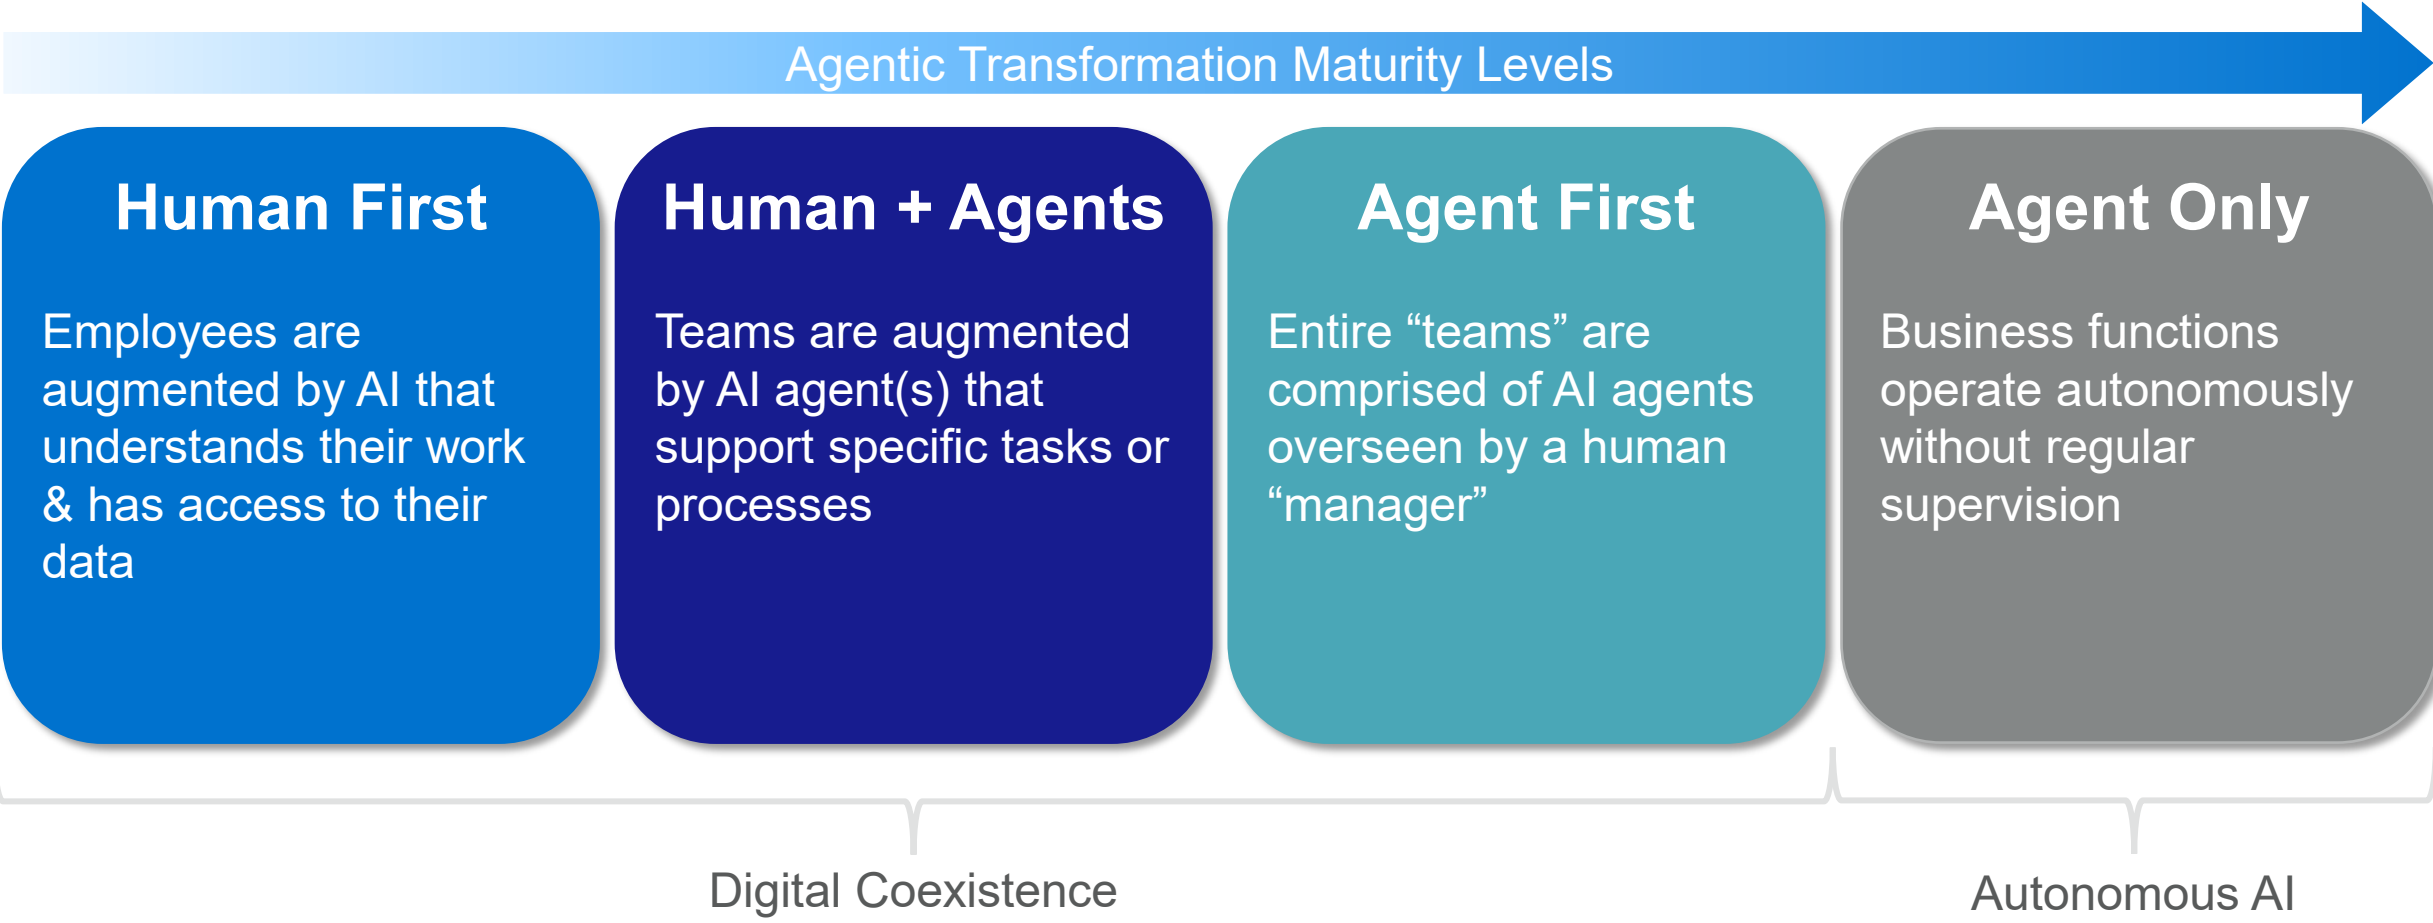 Agentic Transformation Maturity Levels
Human First
Employees are
augmented by AI that
understands their work
& has access to their
data
Human + Agents
Teams are augmented
by AI agent(s) that
support specific tasks or
processes
Agent First
Entire “teams” are
comprised of AI agents
overseen by a human
“manager”
Agent Only
Business functions
operate autonomously
without regular
supervision
Digital Coexistence
Autonomous AI